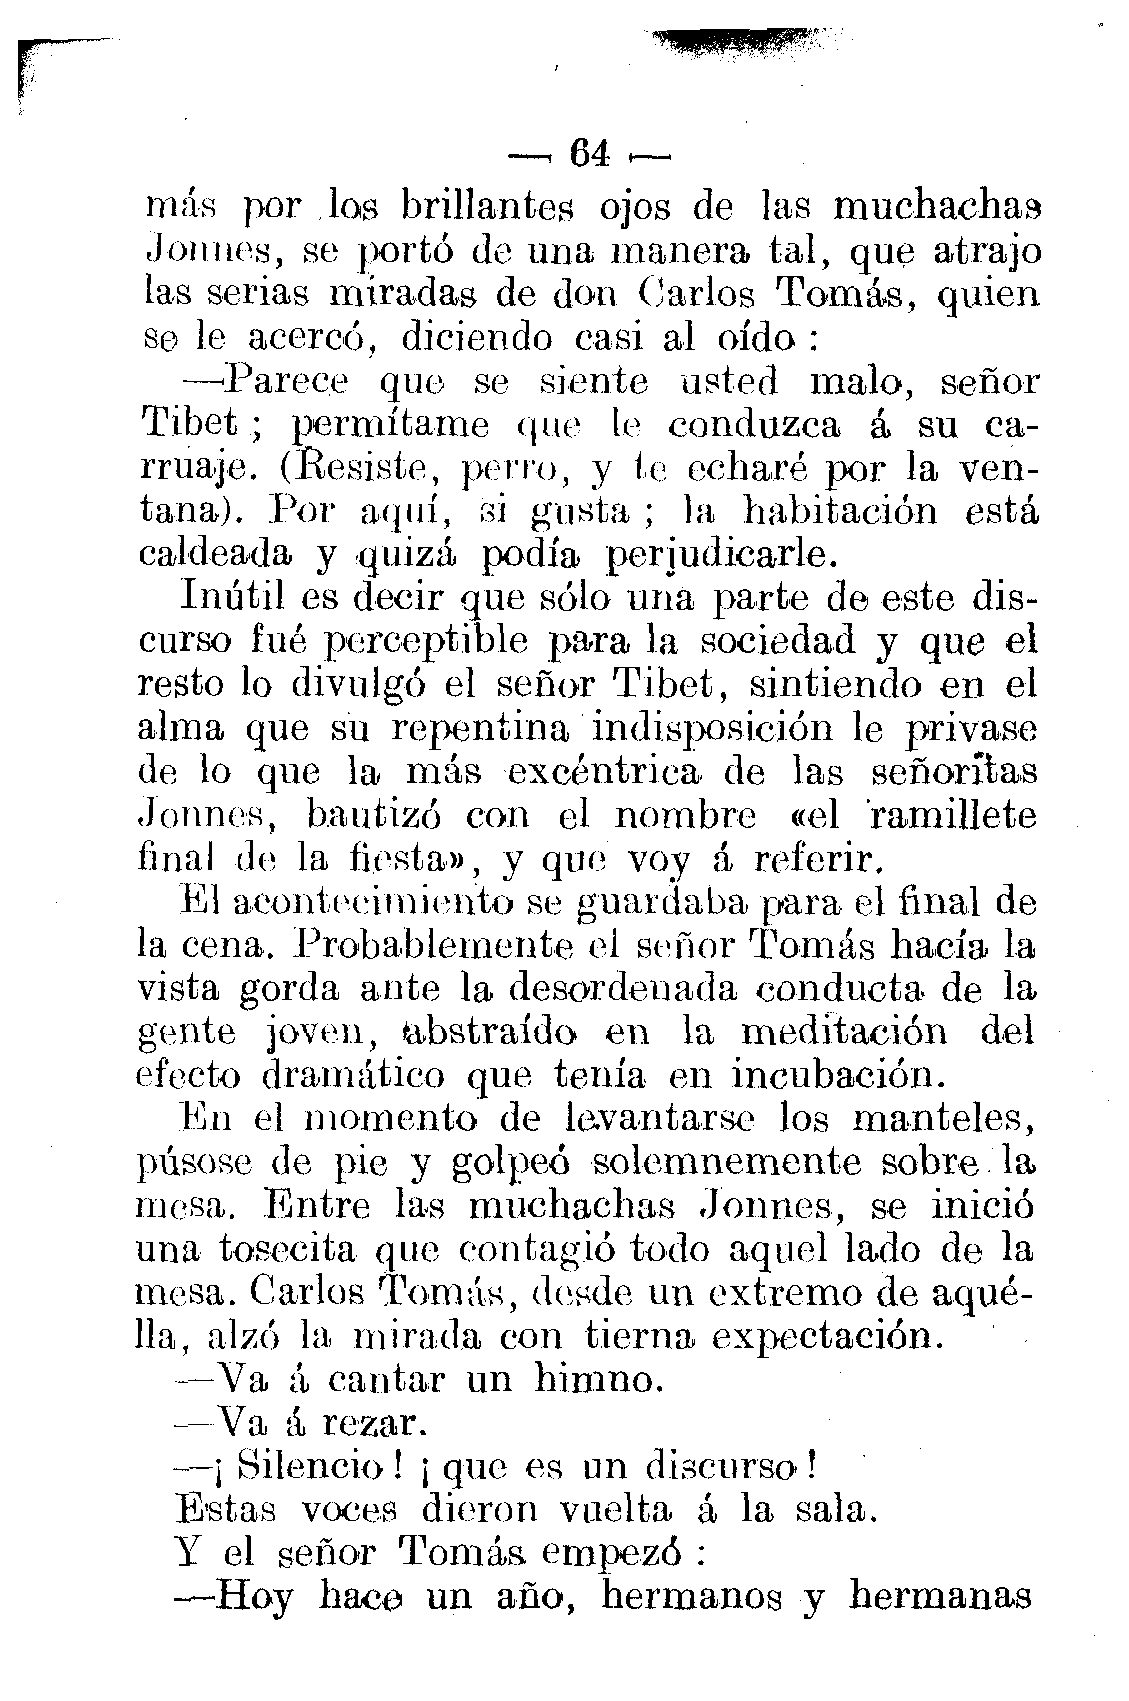 — 64 —
más por los brillantes ojos de las muchachas
Jonnes, se portó de una manera tal, que atrajo
las serias miradas de don Carlos Tomás, quien
se le acercó, diciendo casi al oído :
—Parece que se siente usted malo, señor
Tibet ; permítame que le conduzca á su ca-
rruaje. (Resiste, perro, y te echaré por la ven-
tana). Por aquí, si gusta ; la habitación está
caldeada y quizá podía perjudicarle.
Inútil es decir que sólo una parte de este dis-
curso fué perceptible para la sociedad y que el
resto lo divulgó el señor Tibet, sintiendo en el
alma que su repentina indisposición le privase
de lo que la más excéntrica de las señoritas
Jonnes, bautizó con el nombre «el ramillete
final de la fiesta», y que voy á referir.
El acontecimiento se guardaba para el final de
la cena. Probablemente el señor Tomás hacía la
vista gorda ante la desordenada conducta de la
gente joven, abstraído en la meditación del
efecto dramático que tenía en incubación.
En el momento de levantarse los manteles,
púsose de pie y golpeó solemnemente sobre la
mesa. Entre las muchachas Jonnes, se inició
una tosecita que contagió todo aquel lado de la
mesa. Carlos Tomás, desde un extremo de aqué-
lla, alzó la mirada con tierna expectación.
—Va á cantar un himno.
—Va á rezar.
—¡ Silencio ! ¡ que es un discurso !
Estas voces dieron vuelta á la sala.
Y el señor Tomás empezó :
—Hoy hace un año, hermanos y hermanas